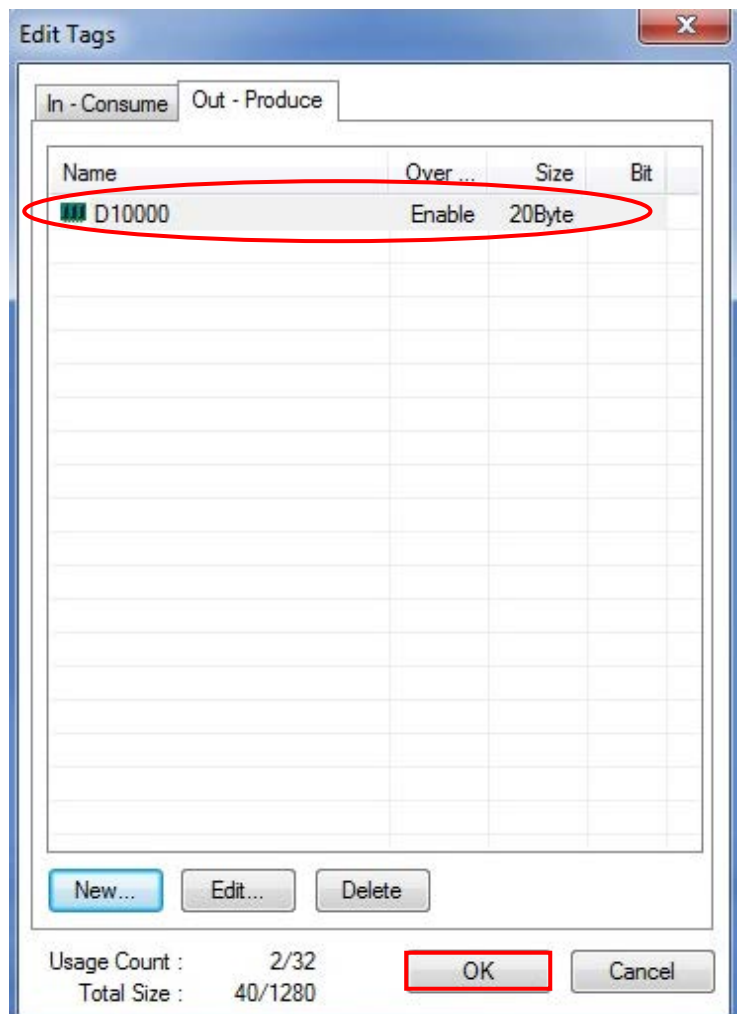 Edit Tags
In - Consume Out - Produce
Name Over ... Size Bit
D10000 Enable 20Byte
New... Edit... Delete
Usage Count : 2/32
Total Size : 40/1280
OK Cancel